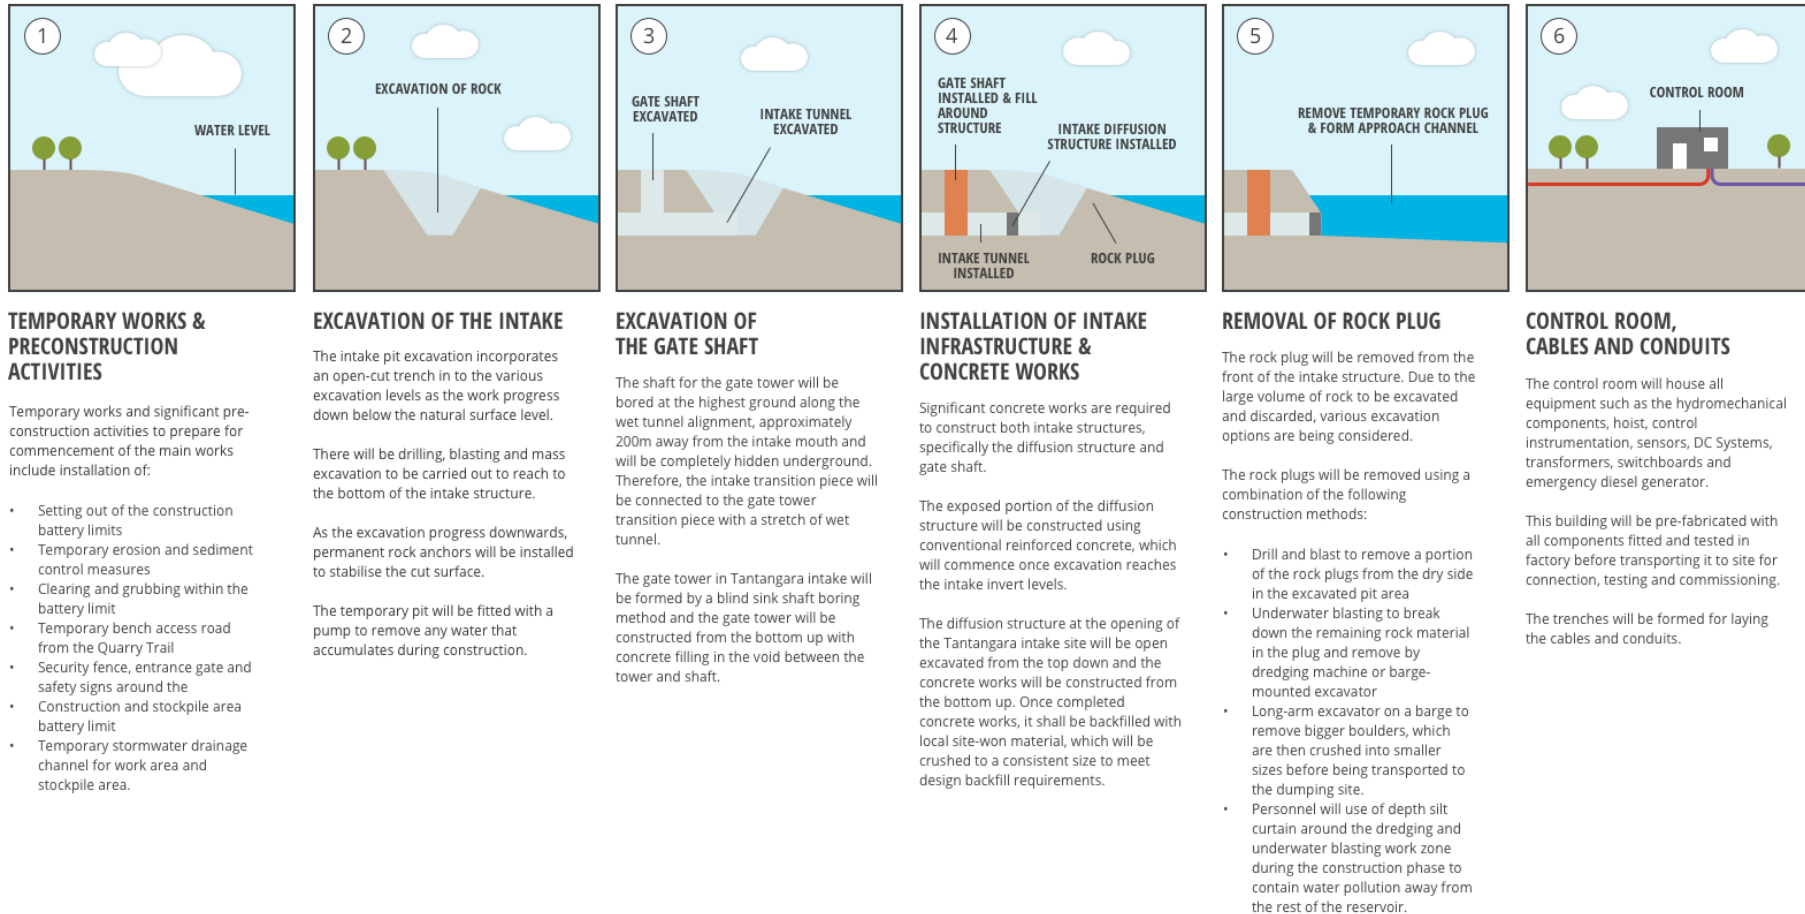 1
WATER LEVEL
TEMPORARY WORKS &
PRECONSTRUCTION
ACTIVITIES
Temporary works and significant pre-
construction activities to prepare for
commencement of the main works
include installation of:
• Setting out of the construction
battery limits
• Temporary erosion and sediment
control measures
• Clearing and grubbing within the
battery limit
• Temporary bench access road
from the Quarry Trail
• Security fence, entrance gate and
safety signs around the
• Construction and stockpile area
battery limit
• Temporary stormwater drainage
channel for work area and
stockpile area.
2
EXCAVATION OF ROCK
EXCAVATION OF THE INTAKE
The intake pit excavation incorporates
an open-cut trench in to the various
excavation levels as the work progress
down below the natural surface level.
There will be drilling, blasting and mass
excavation to be carried out to reach to
the bottom of the intake structure.
As the excavation progress downwards,
permanent rock anchors will be installed
to stabilise the cut surface.
The temporary pit will be fitted with a
pump to remove any water that
accumulates during construction.
3
GATE SHAFT
EXCAVATED
INTAKE TUNNEL
EXCAVATED
EXCAVATION OF
THE GATE SHAFT
The shaft for the gate tower will be
bored at the highest ground along the
wet tunnel alignment, approximately
200m away from the intake mouth and
will be completely hidden underground.
Therefore, the intake transition piece will
be connected to the gate tower
transition piece with a stretch of wet
tunnel.
The gate tower in Tantangara intake will
be formed by a blind sink shaft boring
method and the gate tower will be
constructed from the bottom up with
concrete filling in the void between the
tower and shaft.
4
GATE SHAFT
INSTALLED & FILL
AROUND
STRUCTURE
INTAKE DIFFUSION
STRUCTURE INSTALLED
INTAKE TUNNEL
INSTALLED
ROCK PLUG
INSTALLATION OF INTAKE
INFRASTRUCTURE &
CONCRETE WORKS
Significant concrete works are required
to construct both intake structures,
specifically the diffusion structure and
gate shaft.
The exposed portion of the diffusion
structure will be constructed using
conventional reinforced concrete, which
will commence once excavation reaches
the intake invert levels.
The diffusion structure at the opening of
the Tantangara intake site will be open
excavated from the top down and the
concrete works will be constructed from
the bottom up. Once completed
concrete works, it shall be backfilled with
local site-won material, which will be
crushed to a consistent size to meet
design backfill requirements.
5
REMOVE TEMPORARY ROCK PLUG
& FORM APPROACH CHANNEL
REMOVAL OF ROCK PLUG
The rock plug will be removed from the
front of the intake structure. Due to the
large volume of rock to be excavated
and discarded, various excavation
options are being considered.
The rock plugs will be removed using a
combination of the following
construction methods:
• Drill and blast to remove a portion
of the rock plugs from the dry side
in the excavated pit area
• Underwater blasting to break
down the remaining rock material
in the plug and remove by
dredging machine or barge-
mounted excavator
• Long-arm excavator on a barge to
remove bigger boulders, which
are then crushed into smaller
sizes before being transported to
the dumping site.
• Personnel will use of depth silt
curtain around the dredging and
underwater blasting work zone
during the construction phase to
contain water pollution away from
the rest of the reservoir.
6
CONTROL ROOM
CONTROL ROOM,
CABLES AND CONDUITS
The control room will house all
equipment such as the hydromechanical
components, hoist, control
instrumentation, sensors, DC Systems,
transformers, switchboards and
emergency diesel generator.
This building will be pre-fabricated with
all components fitted and tested in
factory before transporting it to site for
connection, testing and commissioning.
The trenches will be formed for laying
the cables and conduits.